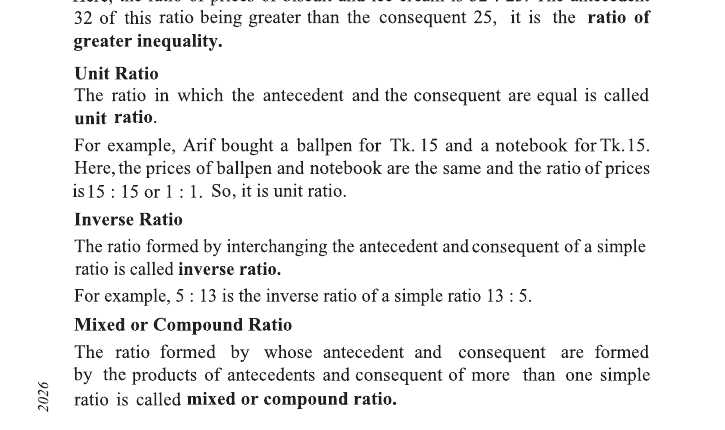 32 of this ratio being greater than the consequent 25, it is the ratio of
greater inequality.
Unit Ratio
The ratio in which the antecedent and the consequent are equal is called
unit ratio.
For example, Arif bought a ballpen for Tk. 15 and a notebook for Tk.15.
Here, the prices of ballpen and notebook are the same and the ratio of prices
is 15 : 15 or 1 : 1. So, it is unit ratio.
Inverse Ratio
The ratio formed by interchanging the antecedent and consequent of a simple
ratio is called inverse ratio.
For example, 5 : 13 is the inverse ratio of a simple ratio 13 : 5.
Mixed or Compound Ratio
The ratio formed by whose antecedent and consequent are formed
by the products of antecedents and consequent of more than one simple
ratio is called mixed or compound ratio.
2026